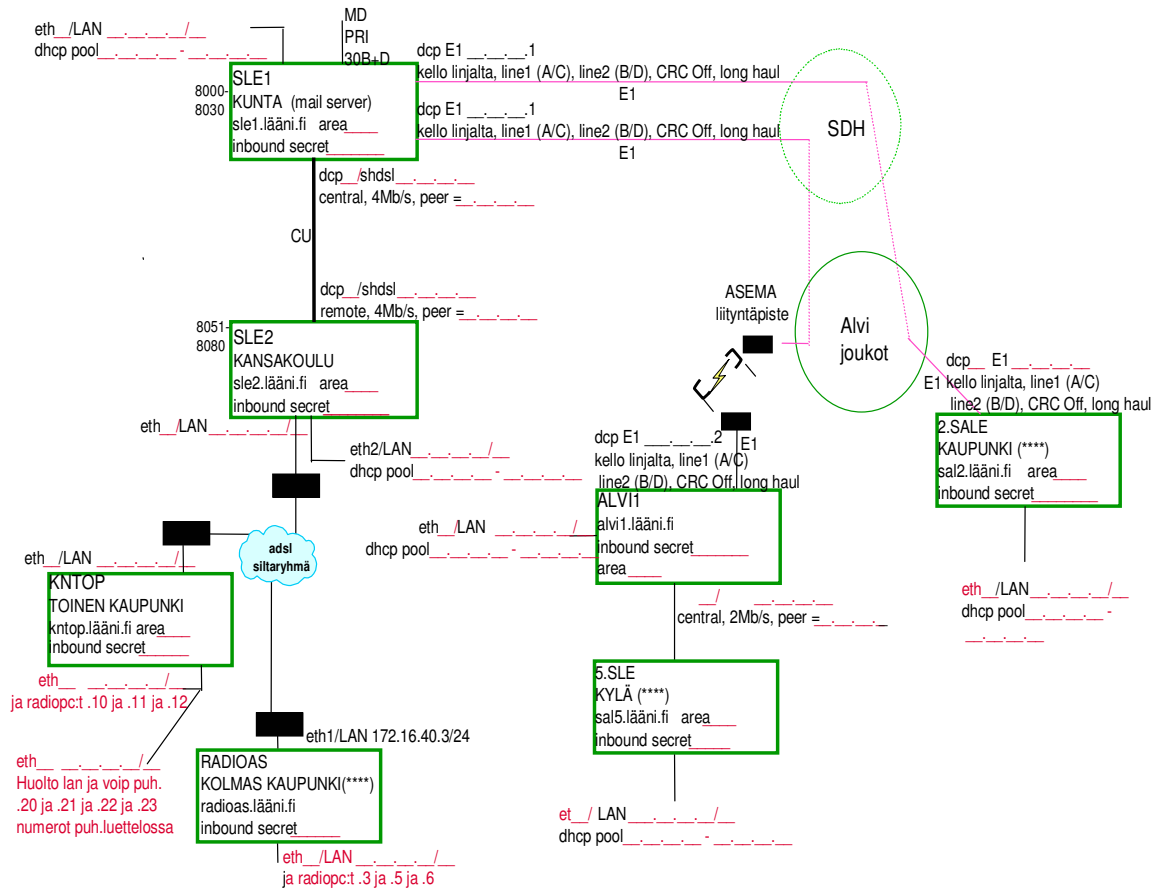 eth__/LAN __.__.__.__/__
dhcp pool__.__.__.__ - __.__.__.__
MD
PRI
30B+D
8000-
8030
SLE1
KUNTA (mail server)
sle1.lääni.fi area____
inbound secret_______
dcp E1 __.__.__.1
kello linjalta, line1 (A/C), line2 (B/D), CRC Off, long haul
E1
dcp E1 __.__.__.1
kello linjalta, line1 (A/C), line2 (B/D), CRC Off, long haul
E1
SDH
dcp__/shdsl__.__.__.__
central, 4Mb/s, peer =__.__.__.__
CU
dcp__/shdsl__.__.__.__
remote, 4Mb/s, peer =__.__.__.__
8051-
8080
SLE2
KANSAKOULU
sle2.lääni.fi area____
inbound secret________
ASEMA
liityntäpiste
Alvi
joukot
dcp__ E1 __.__.__.__
E1 kello linjalta, line1 (A/C)
line2 (B/D), CRC Off, long haul
2.SALE
KAUPUNKI (****)
sal2.lääni.fi area____
inbound secret________
eth__/LAN__.__.__.__/__
dhcp pool__.__.__.__ -
__.__.__.__
eth__/LAN __.__.__.__/__
eth2/LAN__.__.__.__/__
dhcp pool__.__.__.__ - __.__.__.__
dcp E1 ___.__.__.2
E1
kello linjalta, line1 (A/C)
line2 (B/D), CRC Off, long haul
ALVI1
alvi1.lääni.fi
inbound secret_______
area____
eth__/LAN __.__.__.__/__
dhcp pool__.__.__.__- __.__.__.__
adsl
siltaryhmä
eth__/LAN __.__.__.__/__
KNTOP
TOINEN KAUPUNKI
kntop.lääni.fi area____
inbound secret______
eth__ __.__.__.__/__
ja radiopc:t .10 ja .11 ja .12
eth__ __.__.__.__/__
Huolto lan ja voip puh.
.20 ja .21 ja .22 ja .23
numerot puh.luettelossa
eth1/LAN 172.16.40.3/24
RADIOAS
KOLMAS KAUPUNKI(****)
radioas.lääni.fi
inbound secret______
eth__/LAN __.__.__.__/__
ja radiopc:t .3 ja .5 ja .6
__/ __.__.__.__
central, 2Mb/s, peer =__.__.__._
5.SLE
KYLÄ (****)
sal5.lääni.fi area____
inbound secret_____
et__/ LAN __.__.__.__/__
dhcp pool__.__.__.__ - __.__.__.__